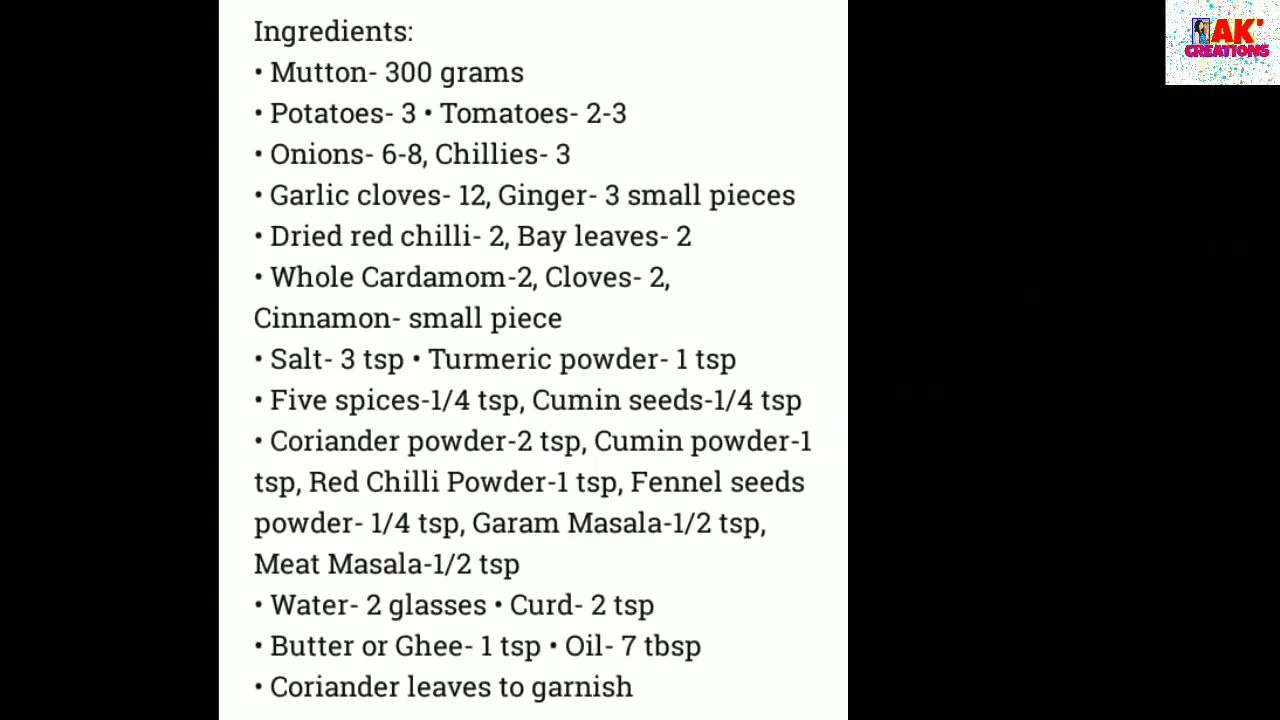 Ingredients:
• Mutton- 300 grams
• Potatoes- 3 • Tomatoes- 2-3
• Onions- 6-8, Chillies- 3
• Garlic cloves- 12, Ginger- 3 small pieces
• Dried red chilli- 2, Bay leaves- 2
• Whole Cardamom-2, Cloves- 2,
Cinnamon- small piece
• Salt- 3 tsp • Turmeric powder- 1 tsp
• Five spices-1/4 tsp, Cumin seeds-1/4 tsp
• Coriander powder-2 tsp, Cumin powder-1
tsp, Red Chilli Powder-1 tsp, Fennel seeds
powder- 1/4 tsp, Garam Masala-1/2 tsp,
Meat Masala-1/2 tsp
• Water- 2 glasses • Curd- 2 tsp
• Butter or Ghee- 1 tsp • Oil- 7 tbsp
• Coriander leaves to garnish
AK'
CREATIONS